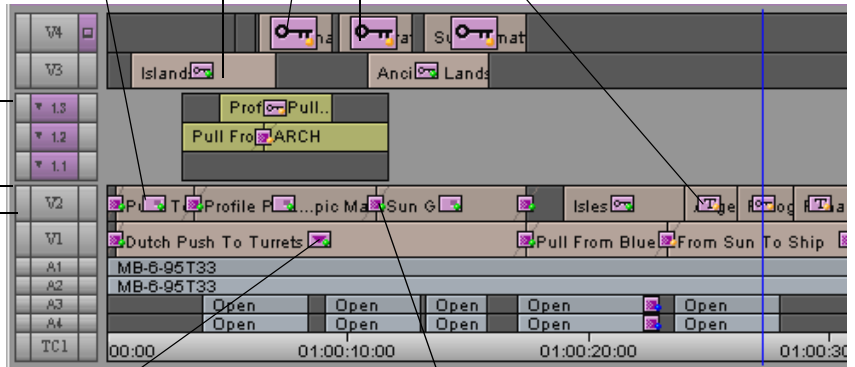 V4
V3 Island Anci Lands
1.3 Prof Pull..
1.2 Pull Fro ARCH
1.1
V2 Profile P ...pic Ma Sun G Isles
V1 Dutch Push To Turrets Pull From Blue From Sun To Ship
A1 MB-6-95T33
A2 MB-6-95T33
A3 Open Open Open Open Open
A4 Open Open Open Open Open
TC1 00:00 01:00:10:00 01:00:20:00 01:00:30